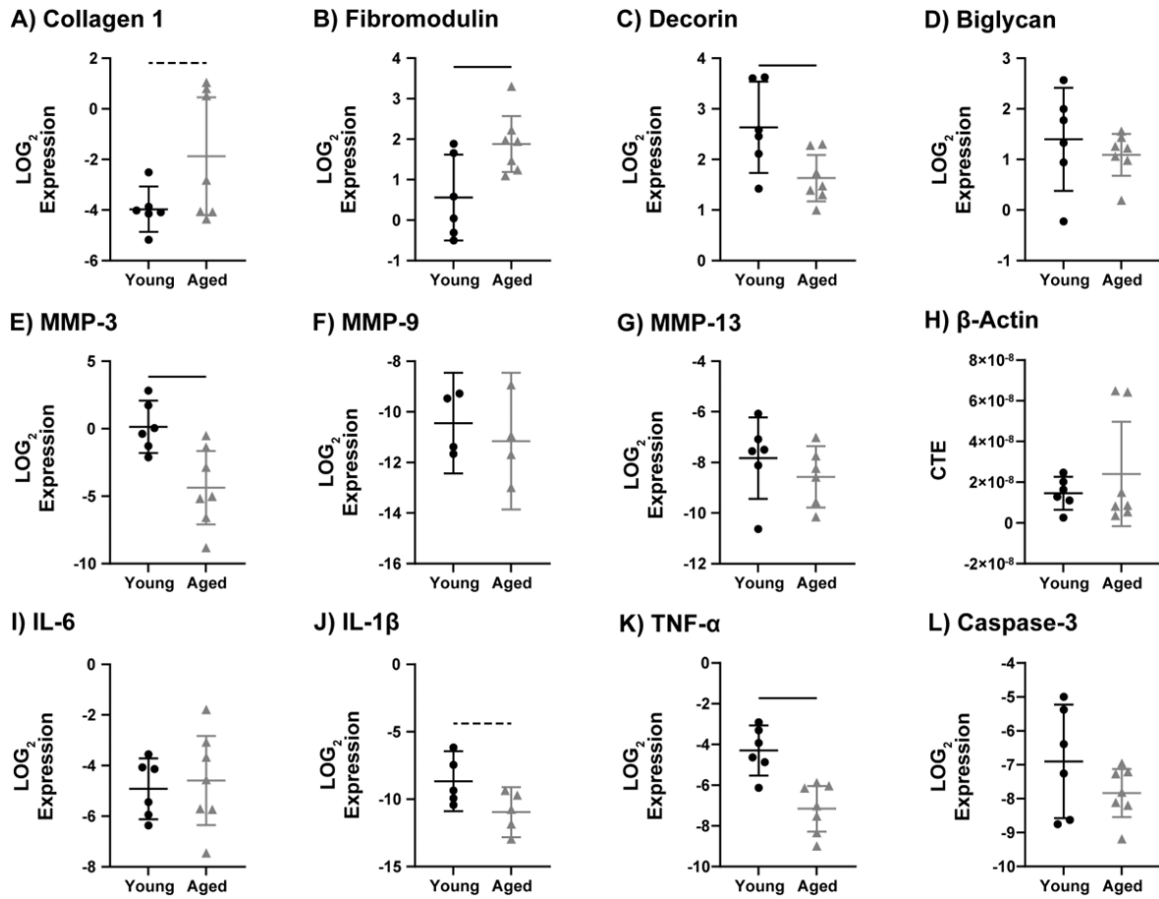 A) Collagen 1
LOG2 Expression
2
0
-2
-4
-6
Young Aged
B) Fibromodulin
LOG2 Expression
4
3
2
1
0
-1
Young Aged
C) Decorin
LOG2 Expression
4
3
2
1
0
Young Aged
D) Biglycan
LOG2 Expression
3
2
1
0
-1
Young Aged
E) MMP-3
LOG2 Expression
5
0
-5
-10
Young Aged
F) MMP-9
LOG2 Expression
-8
-10
-12
-14
-16
Young Aged
G) MMP-13
LOG2 Expression
-4
-6
-8
-10
-12
Young Aged
H) β-Actin
CTE
8×10⁻⁸
6×10⁻⁸
4×10⁻⁸
2×10⁻⁸
0
-2×10⁻⁸
Young Aged
I) IL-6
LOG2 Expression
0
-2
-4
-6
-8
Young Aged
J) IL-1β
LOG2 Expression
0
-5
-10
-15
Young Aged
K) TNF-α
LOG2 Expression
0
-2
-4
-6
-8
-10
Young Aged
L) Caspase-3
LOG2 Expression
-4
-5
-6
-7
-8
-9
-10
Young Aged